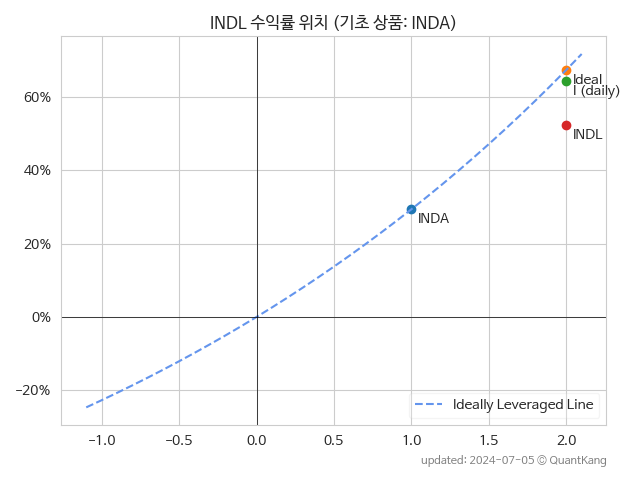 INDL 수익률 위치 (기초 상품: INDA)
60%
40%
20%
0%
−20%
Ideal
I (daily)
INDL
INDA
Ideally Leveraged Line
−1.0 −0.5 0.0 0.5 1.0 1.5 2.0
updated: 2024-07-05 © QuantKang